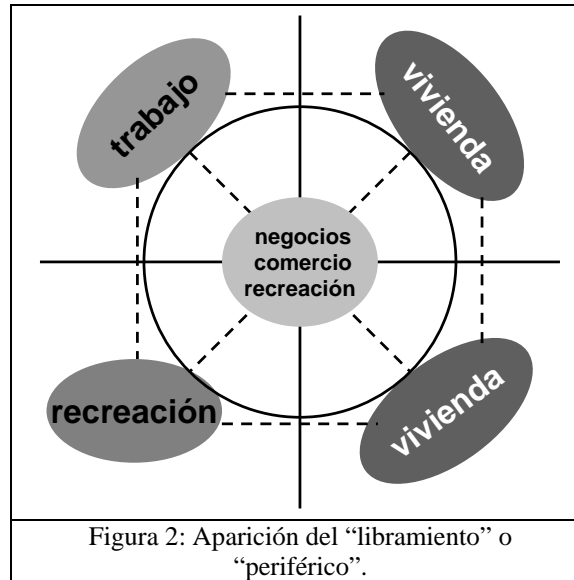 trabajo
vivienda
negocios
comercio
recreación
recreación
vivienda
Figura 2: Aparición del “libramiento” o
“periférico”.